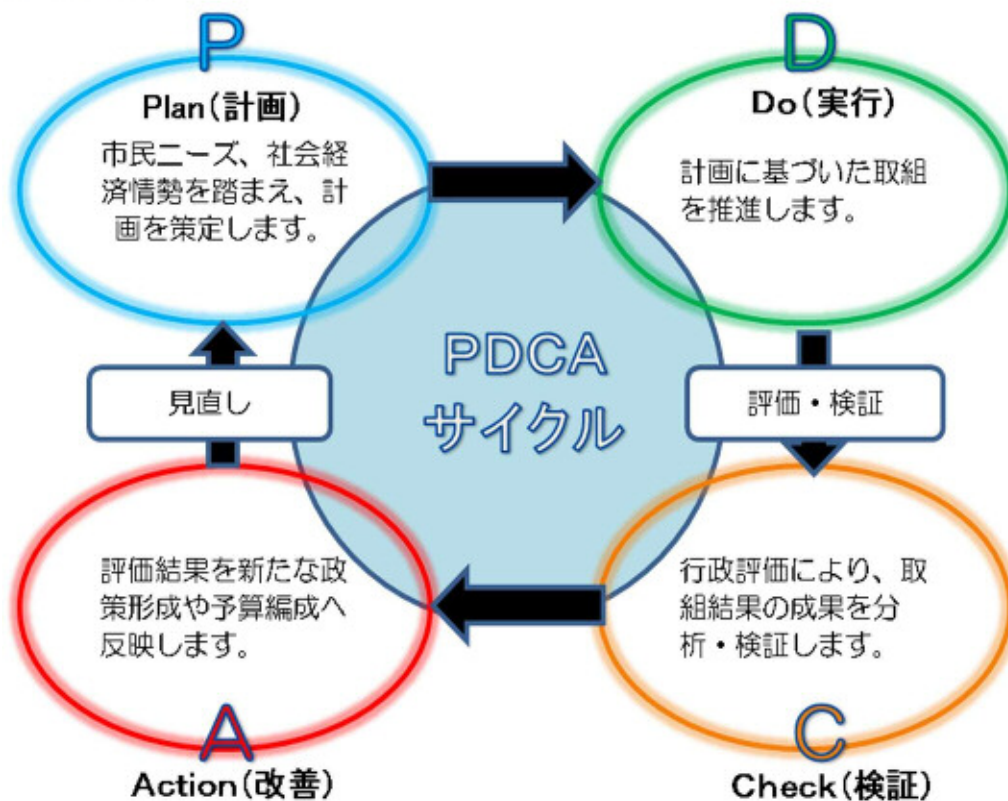 P
Plan(計画)
市民ニーズ、社会経
済情勢を踏まえ、計
画を策定します。
D
Do(実行)
計画に基づいた取組
を推進します。
PDCA
サイクル
見直し
評価・検証
評価結果を新たな政
策形成や予算編成へ
反映します。
A
Action(改善)
行政評価により、取
組結果の成果を分
析・検証します。
C
Check(検証)